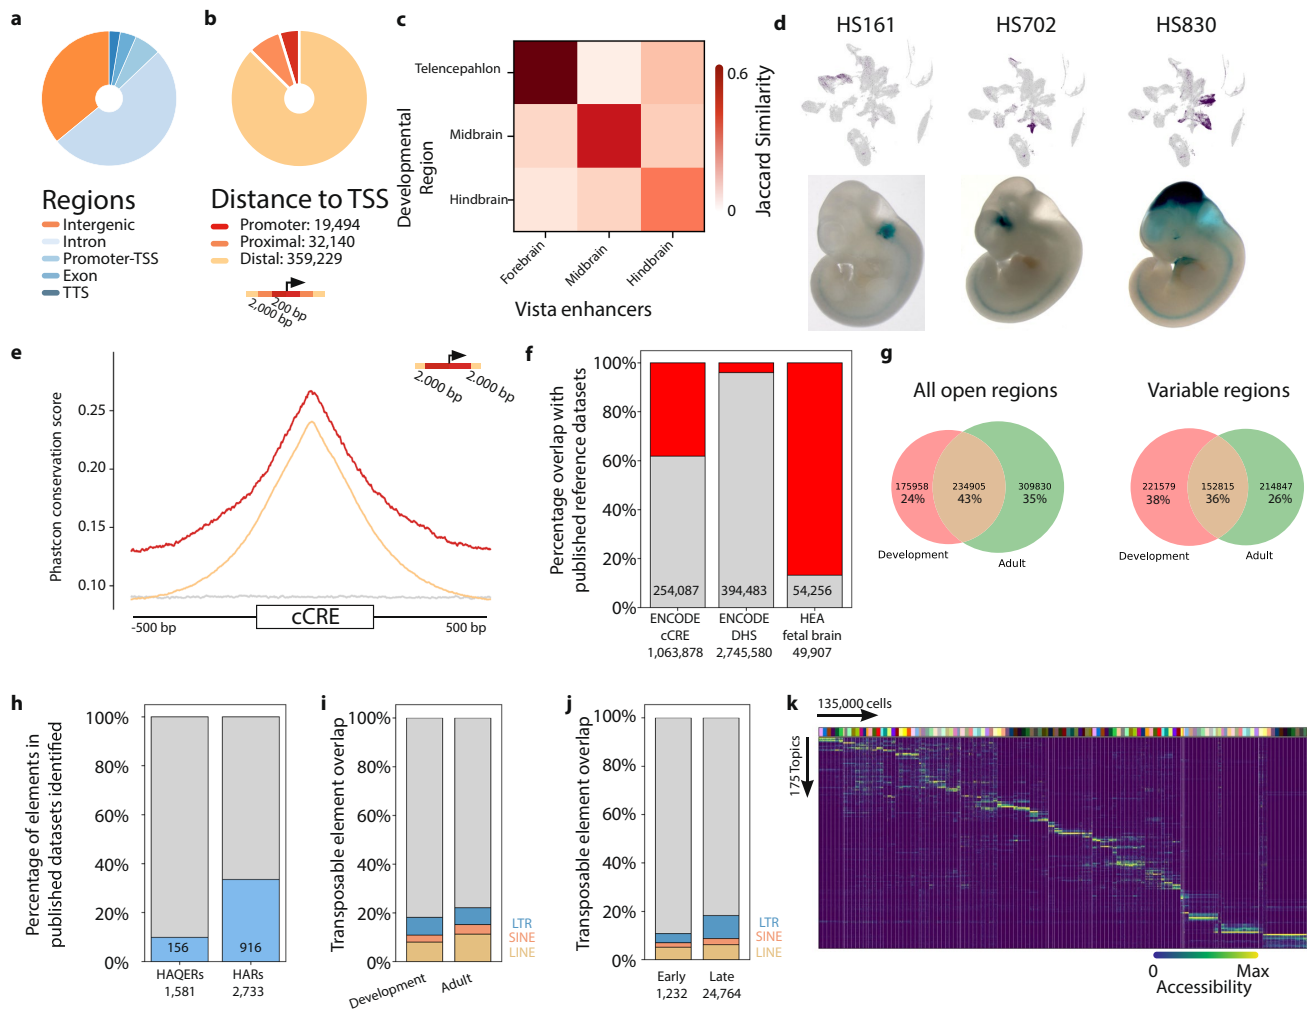 a
Regions
Intergenic
Intron
Promoter-TSS
Exon
TTS
b
Distance to TSS
Promoter: 19,494
Proximal: 32,140
Distal: 359,229
200 bp
2,000 bp
c
Developmental
Region
Telencepahlon
Midbrain
Hindbrain
Forebrain
Midbrain
Hindbrain
Vista enhancers
0.6
0
Jaccard Similarity
d
HS161
HS702
HS830
e
Phastcon conservation score
0.25
0.20
0.15
0.10
2.000 bp
2,000 bp
cCRE
-500 bp
500 bp
f
Percentage overlap with
published reference datasets
100%
80%
60%
40%
20%
0%
254,087
394,483
54,256
ENCODE
cCRE
1,063,878
ENCODE
DHS
2,745,580
HEA
fetal brain
49,907
g
All open regions
175958
24%
234905
43%
309830
35%
Development
Adult
Variable regions
221579
38%
152815
36%
214847
26%
Development
Adult
h
Percentage of elements in
published datasets identified
100%
80%
60%
40%
20%
0%
156
916
HAQERs
1,581
HARs
2,733
i
Transposable element overlap
100%
80%
60%
40%
20%
0%
LTR
SINE
LINE
Development
Adult
j
Transposable element overlap
100%
80%
60%
40%
20%
0%
LTR
SINE
LINE
Early
1,232
Late
24,764
k
135,000 cells
175 Topics
0
Max
Accessibility